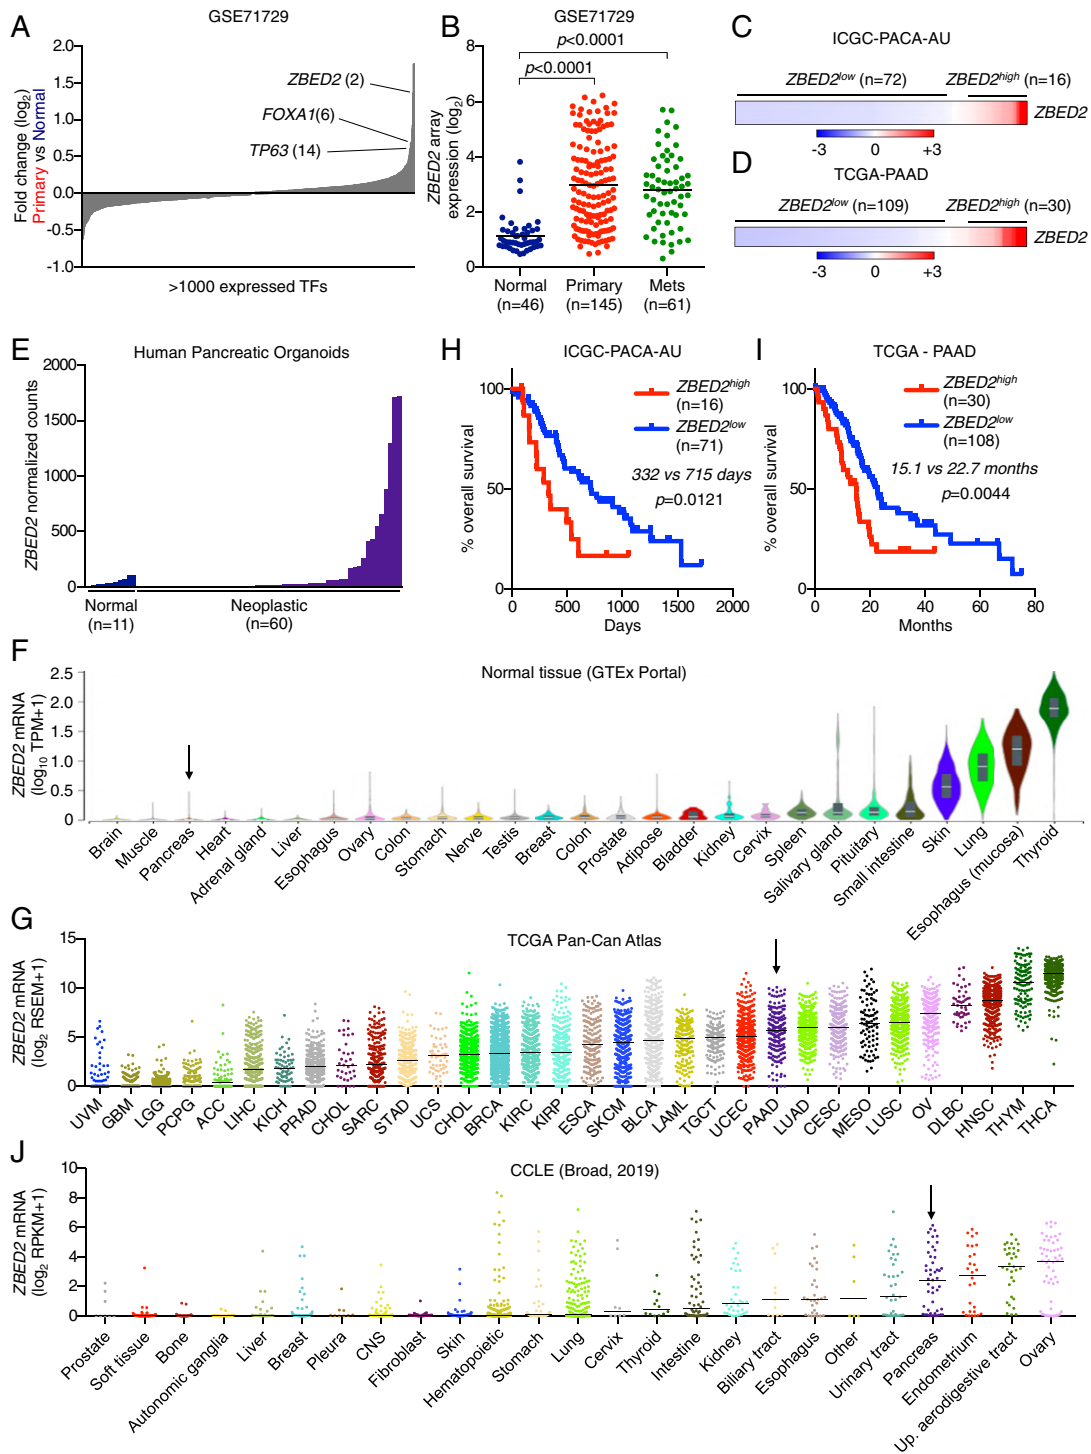 A
GSE71729
Fold change (log2)
Primary vs Normal
2.0
1.5
1.0
0.5
0.0
-0.5
-1.0
ZBED2 (2)
FOXA1(6)
TP63 (14)
>1000 expressed TFs
B
GSE71729
ZBED2 array
expression (log2)
8
6
4
2
0
p<0.0001
p<0.0001
Normal
(n=46)
Primary
(n=145)
Mets
(n=61)
C
ICGC-PACA-AU
ZBED2low (n=72)
ZBED2high (n=16)
ZBED2
-3
0
+3
D
TCGA-PAAD
ZBED2low (n=109)
ZBED2high (n=30)
ZBED2
-3
0
+3
E
Human Pancreatic Organoids
ZBED2 normalized counts
2000
1500
1000
500
0
Normal
(n=11)
Neoplastic
(n=60)
H
ICGC-PACA-AU
% overall survival
100
50
0
ZBED2high
(n=16)
ZBED2low
(n=71)
332 vs 715 days
p=0.0121
0
500
1000
1500
2000
Days
I
TCGA - PAAD
% overall survival
100
50
0
ZBED2high
(n=30)
ZBED2low
(n=108)
15.1 vs 22.7 months
p=0.0044
0
20
40
60
80
Months
F
Normal tissue (GTEx Portal)
ZBED2 mRNA
(log10 TPM+1)
2.5
2.0
1.5
1.0
0.5
0
Brain
Muscle
Pancreas
Heart
Adrenal gland
Liver
Esophagus
Ovary
Colon
Stomach
Nerve
Testis
Breast
Colon
Prostate
Adipose
Bladder
Kidney
Cervix
Spleen
Salivary gland
Pituitary
Small intestine
Skin
Lung
Esophagus (mucosa)
Thyroid
G
TCGA Pan-Can Atlas
ZBED2 mRNA
(log2 RSEM+1)
15
10
5
0
UVM
GBM
LGG
PCPG
ACC
LIHC
KICH
PRAD
CHOL
SARC
STAD
UCS
CHOL
BRCA
KIRC
KIRP
ESCA
SKCM
BLCA
LAML
TGCT
UCEC
PAAD
LUAD
CESC
MESO
LUSC
OV
DLBC
HNSC
THYM
THCA
J
CCLE (Broad, 2019)
ZBED2 mRNA
(log2 RPKM+1)
10
8
6
4
2
0
Prostate
Soft tissue
Bone
Autonomic ganglia
Liver
Breast
Pleura
CNS
Fibroblast
Skin
Hematopoietic
Stomach
Lung
Cervix
Thyroid
Intestine
Kidney
Biliary tract
Esophagus
Other
Urinary tract
Pancreas
Endometrium
Up. aerodigestive tract
Ovary